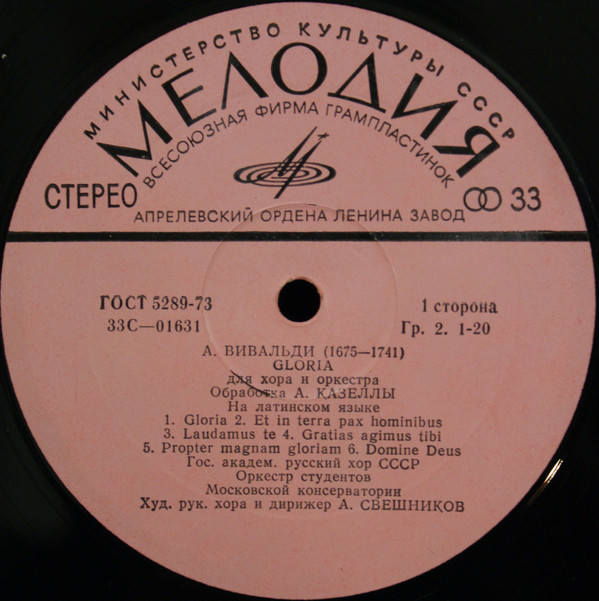 МИНИСТЕРСТВО КУЛЬТУРЫ СССР
МЕЛОДИЯ
ВСЕСОЮЗНАЯ ФИРМА ГРАМПЛАСТИНОК
СТЕРЕО
33
АПРЕЛЕВСКИЙ ОРДЕНА ЛЕНИНА ЗАВОД
ГОСТ 5289-73
1 сторона
33С—01631
Гр. 2. 1-20
А. ВИВАЛЬДИ (1675—1741)
GLORIA
для хора и оркестра
Обработка А. КАЗЕЛЛЫ
На латинском языке
1. Gloria 2. Et in terra pax hominibus
3. Laudamus te 4. Gratias agimus tibi
5. Propter magnam gloriam 6. Domine Deus
Гос. академ. русский хор СССР
Оркестр студентов
Московской консерватории
Худ. рук. хора и дирижер А. СВЕШНИКОВ